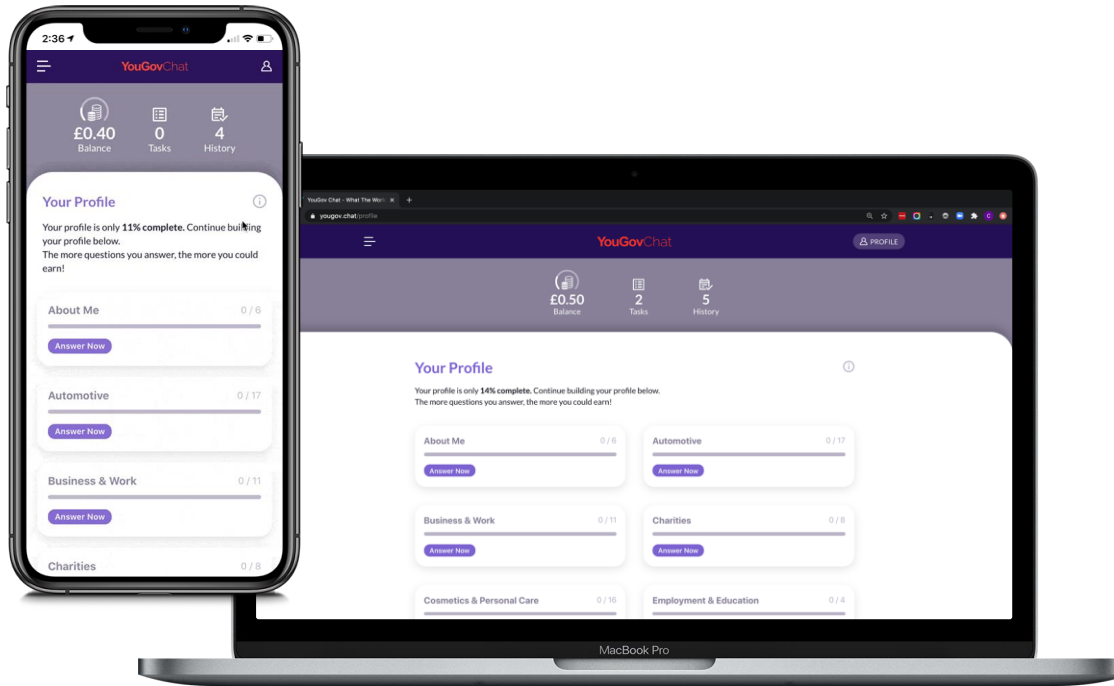 2:36
YouGovChat
£0.40
Balance
0
Tasks
4
History
Your Profile
Your profile is only 11% complete. Continue building
your profile below.
The more questions you answer, the more you could
earn!
About Me 0 / 6
Answer Now
Automotive 0 / 17
Answer Now
Business & Work 0 / 11
Answer Now
Charities 0 / 8
YouGov Chat - What The Worl
yougov.chat/profile
YouGovChat
PROFILE
£0.50
Balance
2
Tasks
5
History
Your Profile
Your profile is only 14% complete. Continue building your profile below.
The more questions you answer, the more you could earn!
About Me 0 / 6
Automotive 0 / 17
Answer Now
Answer Now
Business & Work 0 / 11
Charities 0 / 8
Answer Now
Answer Now
Cosmetics & Personal Care 0 / 16
Employment & Education 0 / 4
MacBook Pro